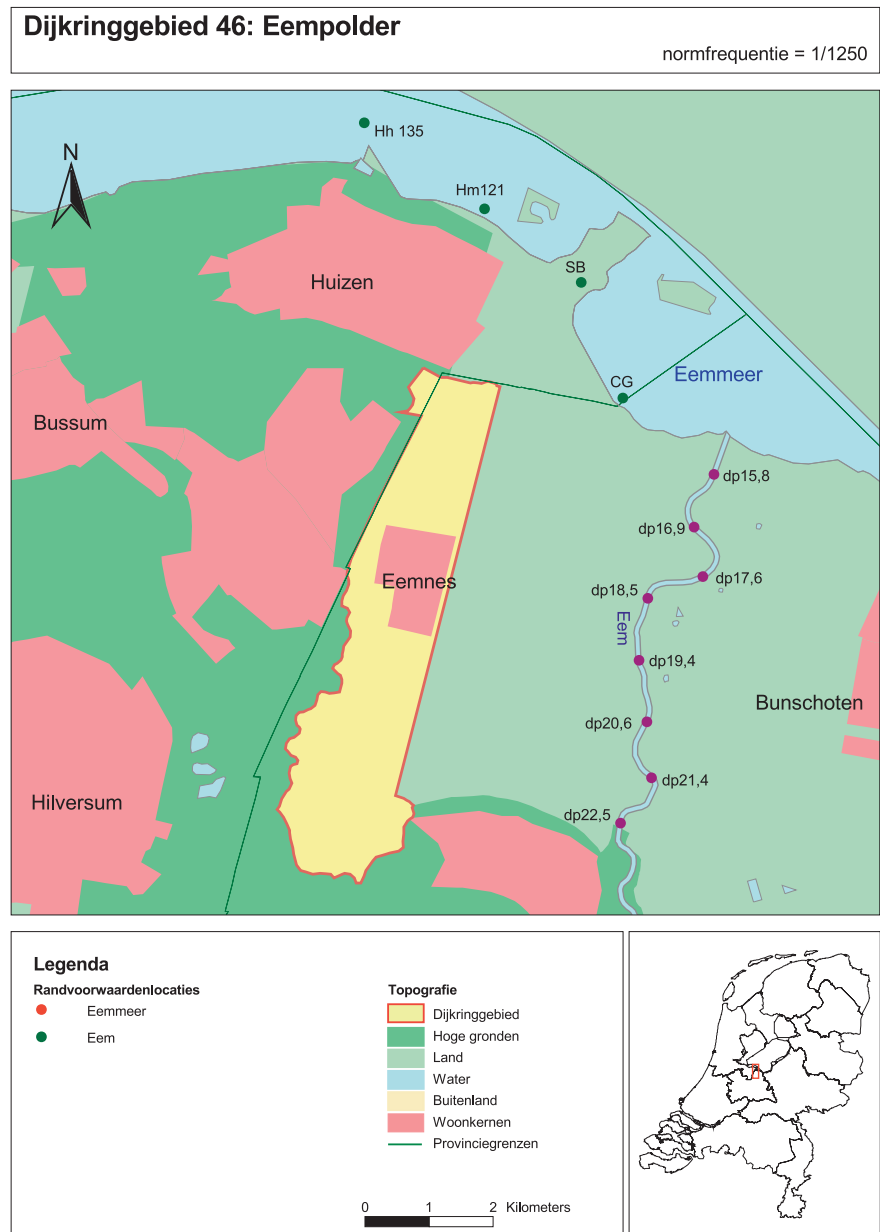 Dijkringgebied 46: Eempolder
normfrequentie = 1/1250
N
Hh 135
Hm121
SB
Huizen
CG
Eemmeer
Bussum
dp15,8
dp16,9
dp17,6
Eemnes
dp18,5
Eem
dp19,4
Bunschoten
dp20,6
dp21,4
Hilversum
dp22,5
Legenda
Randvoorwaardenlocaties
Eemmeer
Eem
Topografie
Dijkringgebied
Hoge gronden
Land
Water
Buitenland
Woonkernen
Provinciegrenzen
0 1 2 Kilometers